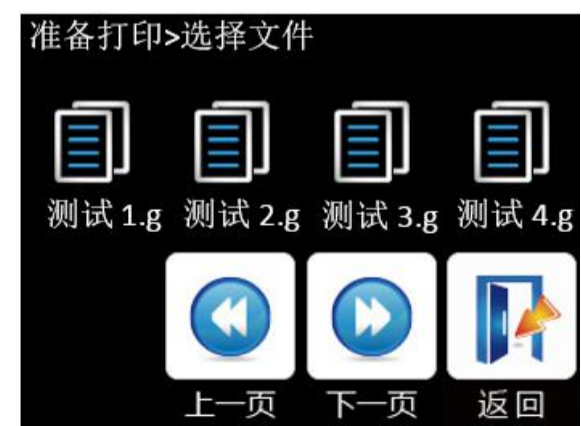 准备打印>选择文件
测试 1.g 测试 2.g 测试 3.g 测试 4.g
上一页 下一页 返回